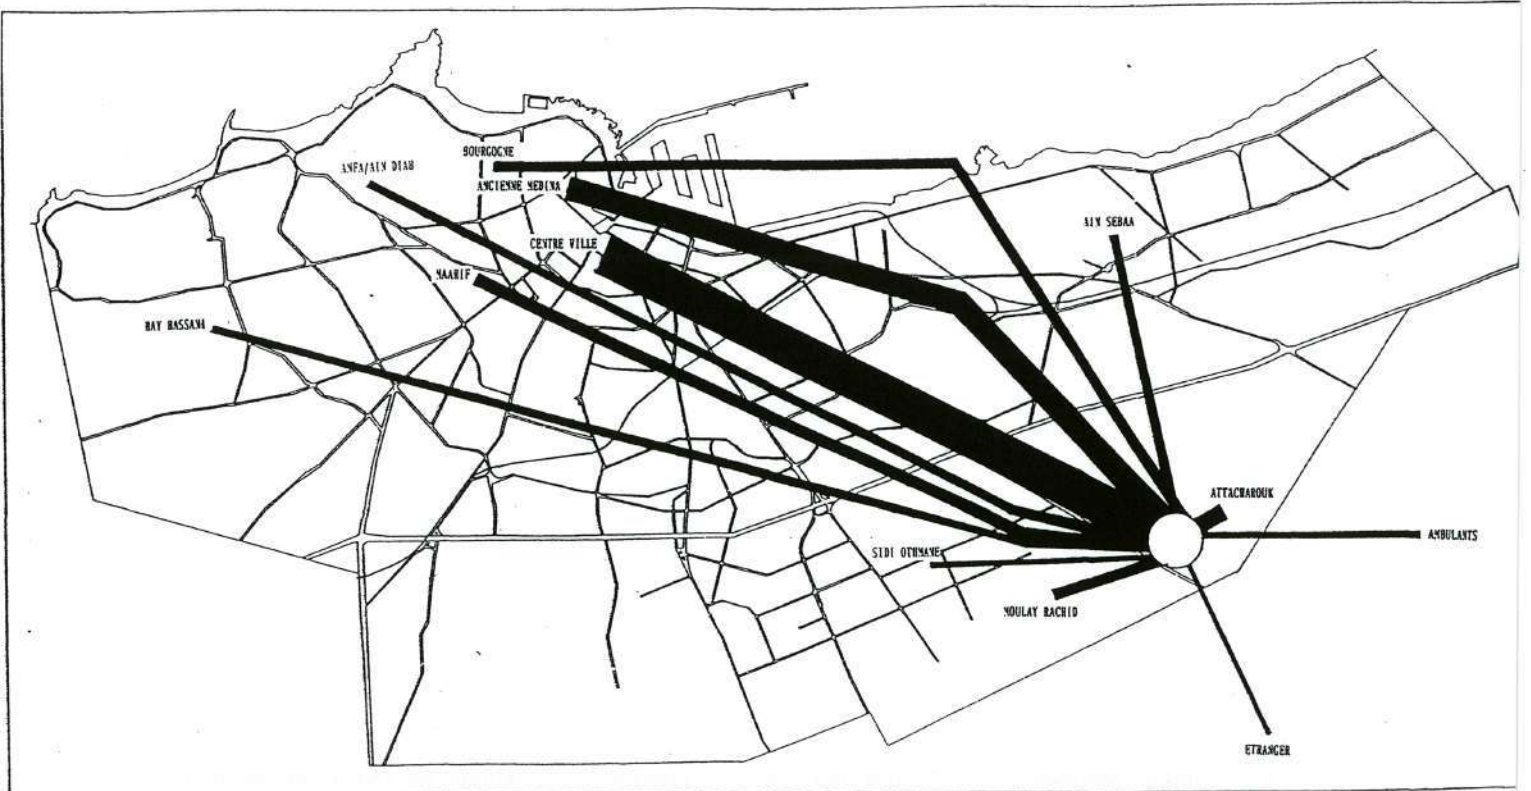 BOURGOGNE
ANFA/AIN DIAB
ANCIENNE MEDINA
AIN SEBAA
CENTRE VILLE
MAARIF
HAY HASSANI
ATTACHAROUK
AMBULANTS
SIDI OTHMANE
MOULAY RACHID
ETRANGER